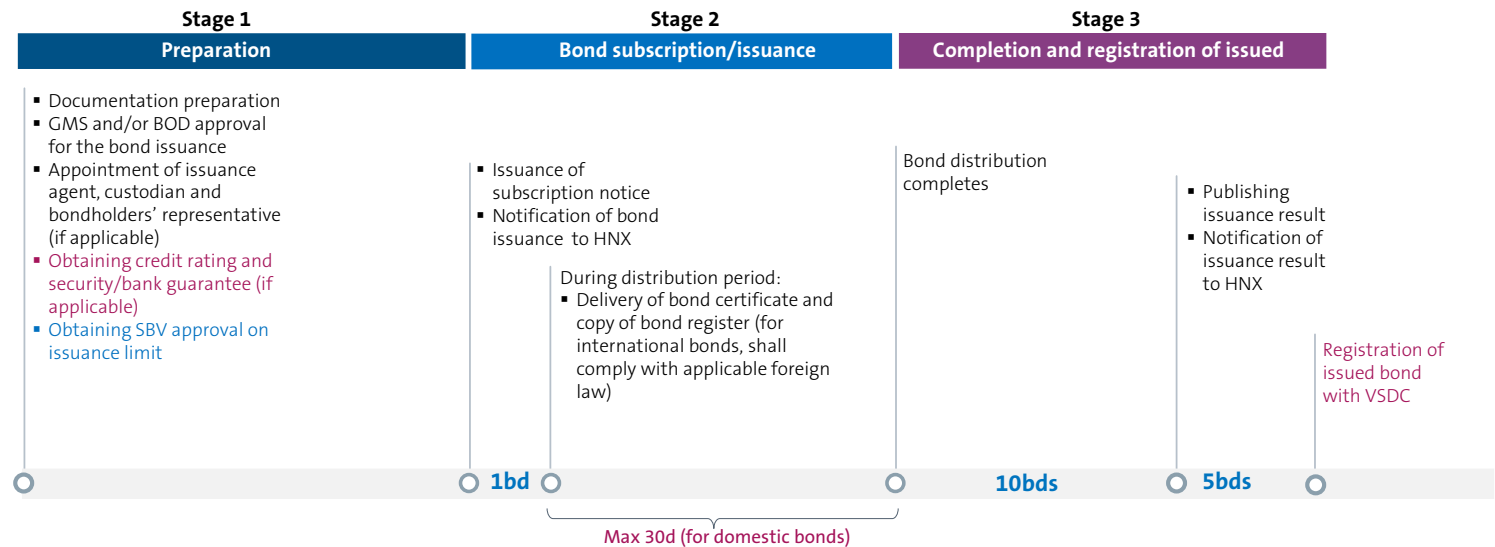 Stage 1
Preparation
▪ Documentation preparation
▪ GMS and/or BOD approval
for the bond issuance
▪ Appointment of issuance
agent, custodian and
bondholders’ representative
(if applicable)
▪ Obtaining credit rating and
security/bank guarantee (if
applicable)
▪ Obtaining SBV approval on
issuance limit
Stage 2
Bond subscription/issuance
▪ Issuance of
subscription notice
▪ Notification of bond
issuance to HNX
During distribution period:
▪ Delivery of bond certificate and
copy of bond register (for
international bonds, shall
comply with applicable foreign
law)
Stage 3
Completion and registration of issued
Bond distribution
completes
▪ Publishing
issuance result
▪ Notification of
issuance result
to HNX
Registration of
issued bond
with VSDC
1bd
10bds
5bds
Max 30d (for domestic bonds)